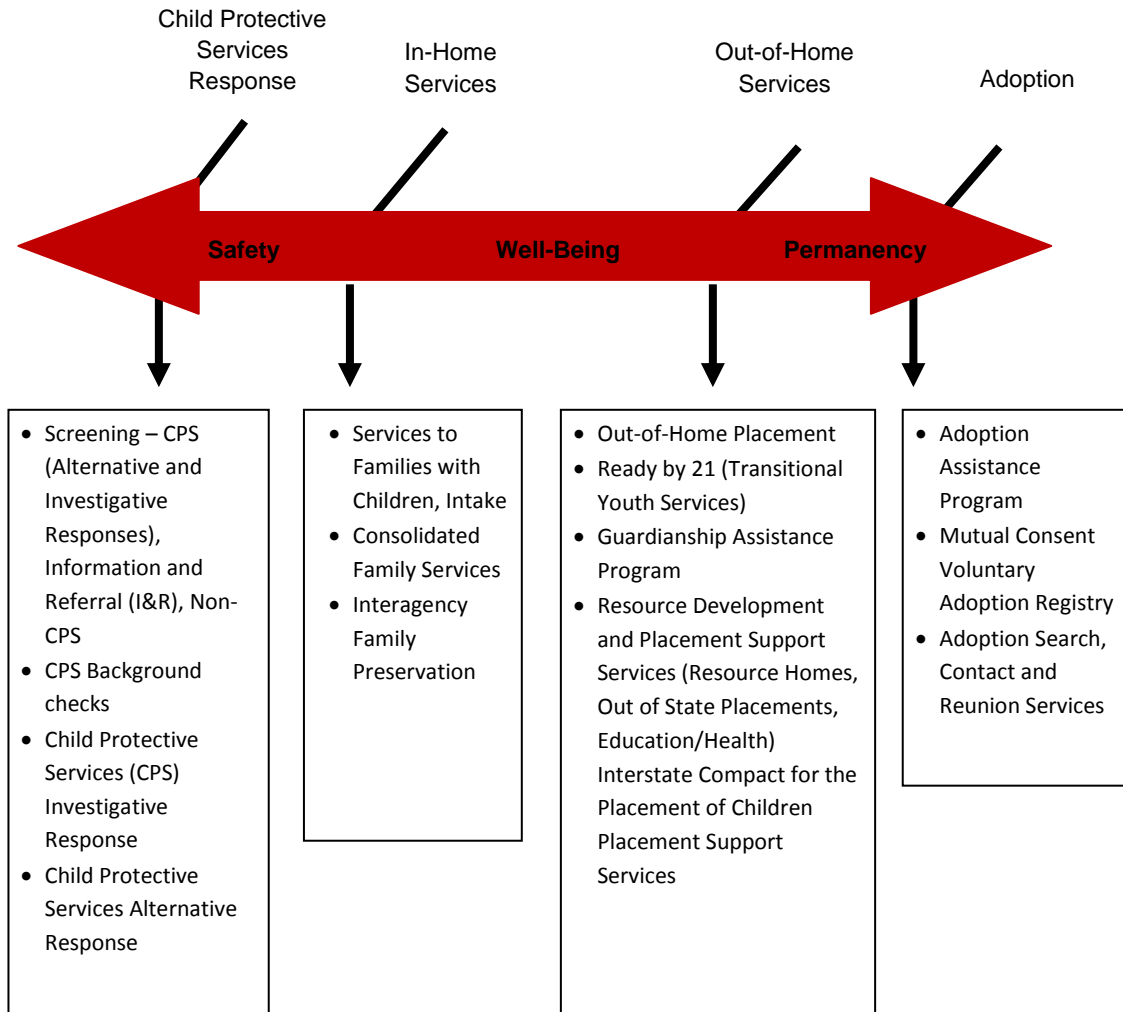 Child Protective
Services
Response
In-Home
Services
Out-of-Home
Services
Adoption
Safety
Well-Being
Permanency
• Screening – CPS
(Alternative and
Investigative
Responses),
Information and
Referral (I&R), Non-
CPS
• CPS Background
checks
• Child Protective
Services (CPS)
Investigative
Response
• Child Protective
Services Alternative
Response
• Services to
Families with
Children, Intake
• Consolidated
Family Services
• Interagency
Family
Preservation
• Out-of-Home Placement
• Ready by 21 (Transitional
Youth Services)
• Guardianship Assistance
Program
• Resource Development
and Placement Support
Services (Resource Homes,
Out of State Placements,
Education/Health)
Interstate Compact for the
Placement of Children
Placement Support
Services
• Adoption
Assistance
Program
• Mutual Consent
Voluntary
Adoption Registry
• Adoption Search,
Contact and
Reunion Services